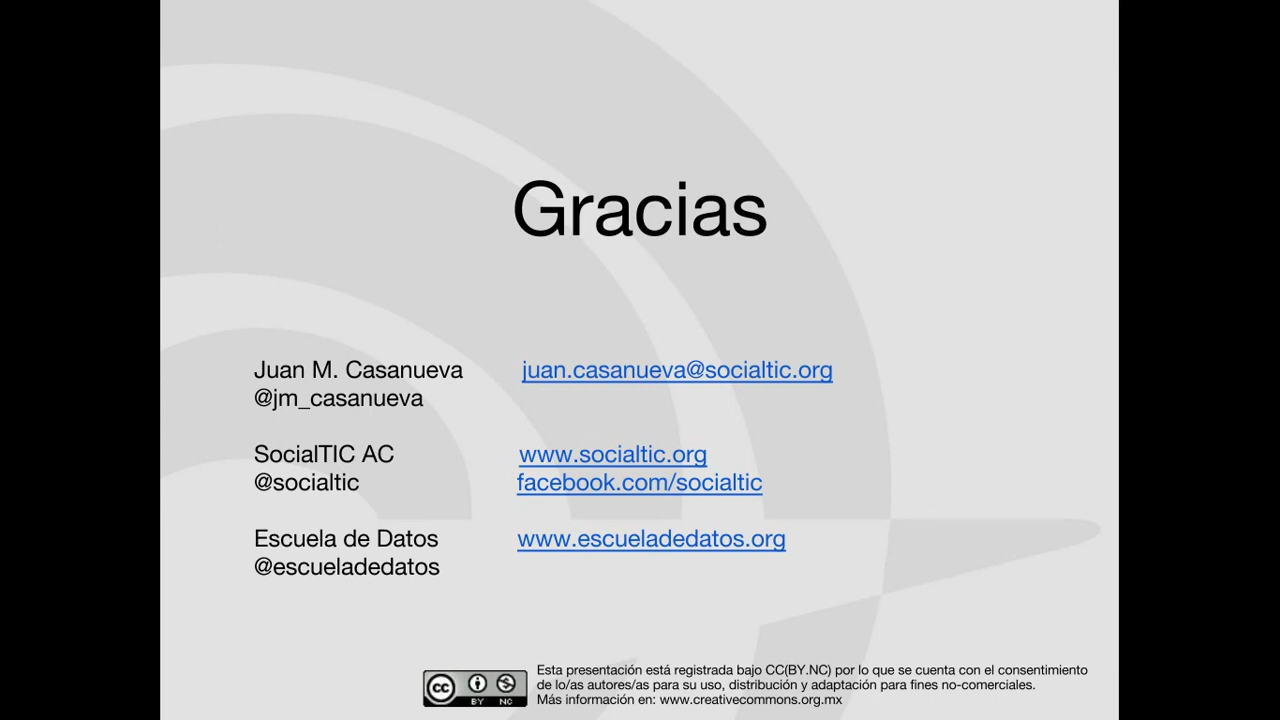 Gracias
Juan M. Casanueva juan.casanueva@socialtic.org
@jm_casanueva
SocialTIC AC www.socialtic.org
@socialtic facebook.com/socialtic
Escuela de Datos www.escueladedatos.org
@escueladedatos
Esta presentación está registrada bajo CC(BY.NC) por lo que se cuenta con el consentimiento
de lo/as autores/as para su uso, distribución y adaptación para fines no-comerciales.
Más información en: www.creativecommons.org.mx
cc BY NC